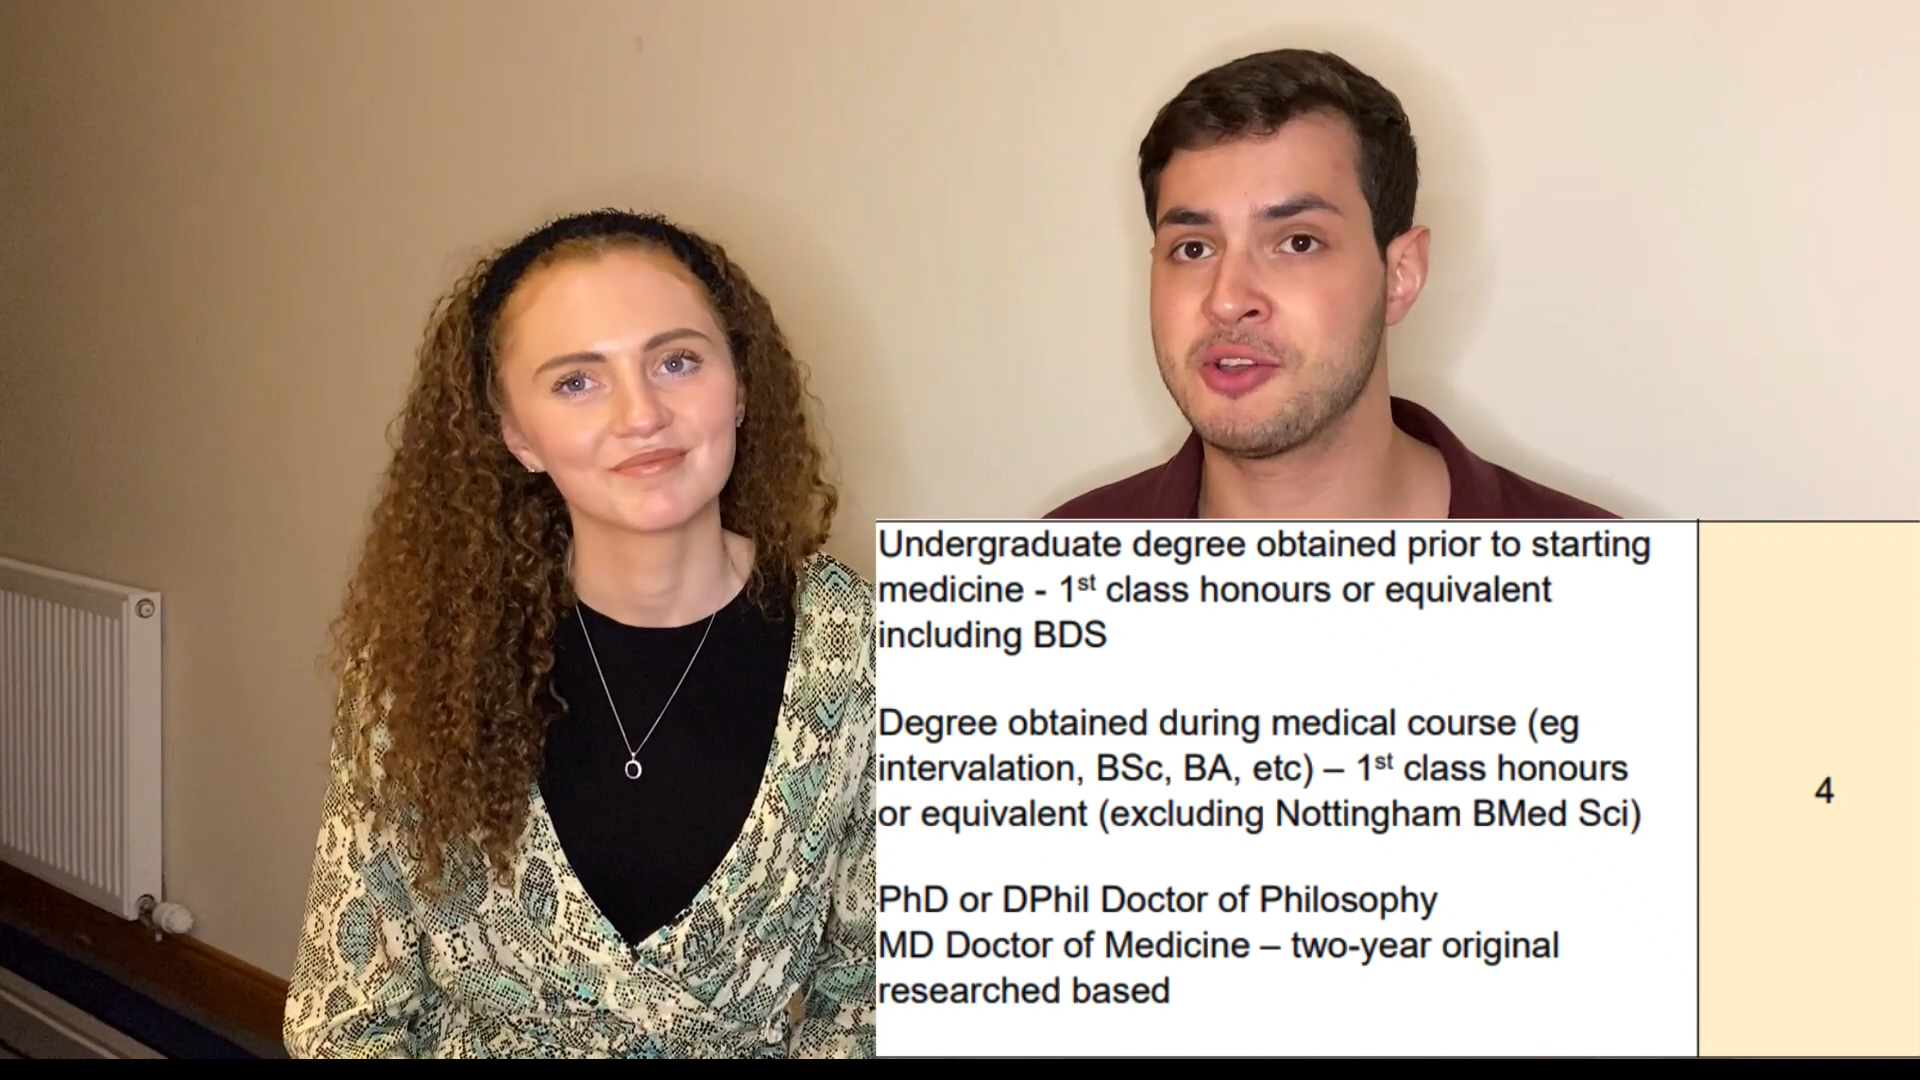 Undergraduate degree obtained prior to starting
medicine - 1st class honours or equivalent
including BDS
Degree obtained during medical course (eg
intervalation, BSc, BA, etc) – 1st class honours
or equivalent (excluding Nottingham BMed Sci)
4
PhD or DPhil Doctor of Philosophy
MD Doctor of Medicine – two-year original
researched based